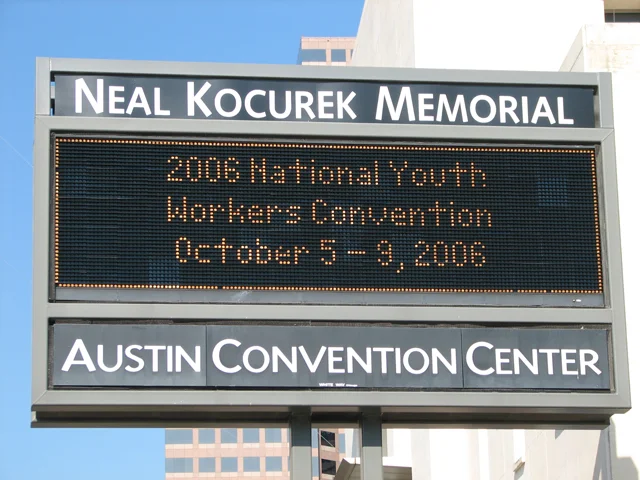 NEAL KOCUREK MEMORIAL
2006 National Youth
Workers Convention
October 5 - 9, 2006
AUSTIN CONVENTION CENTER